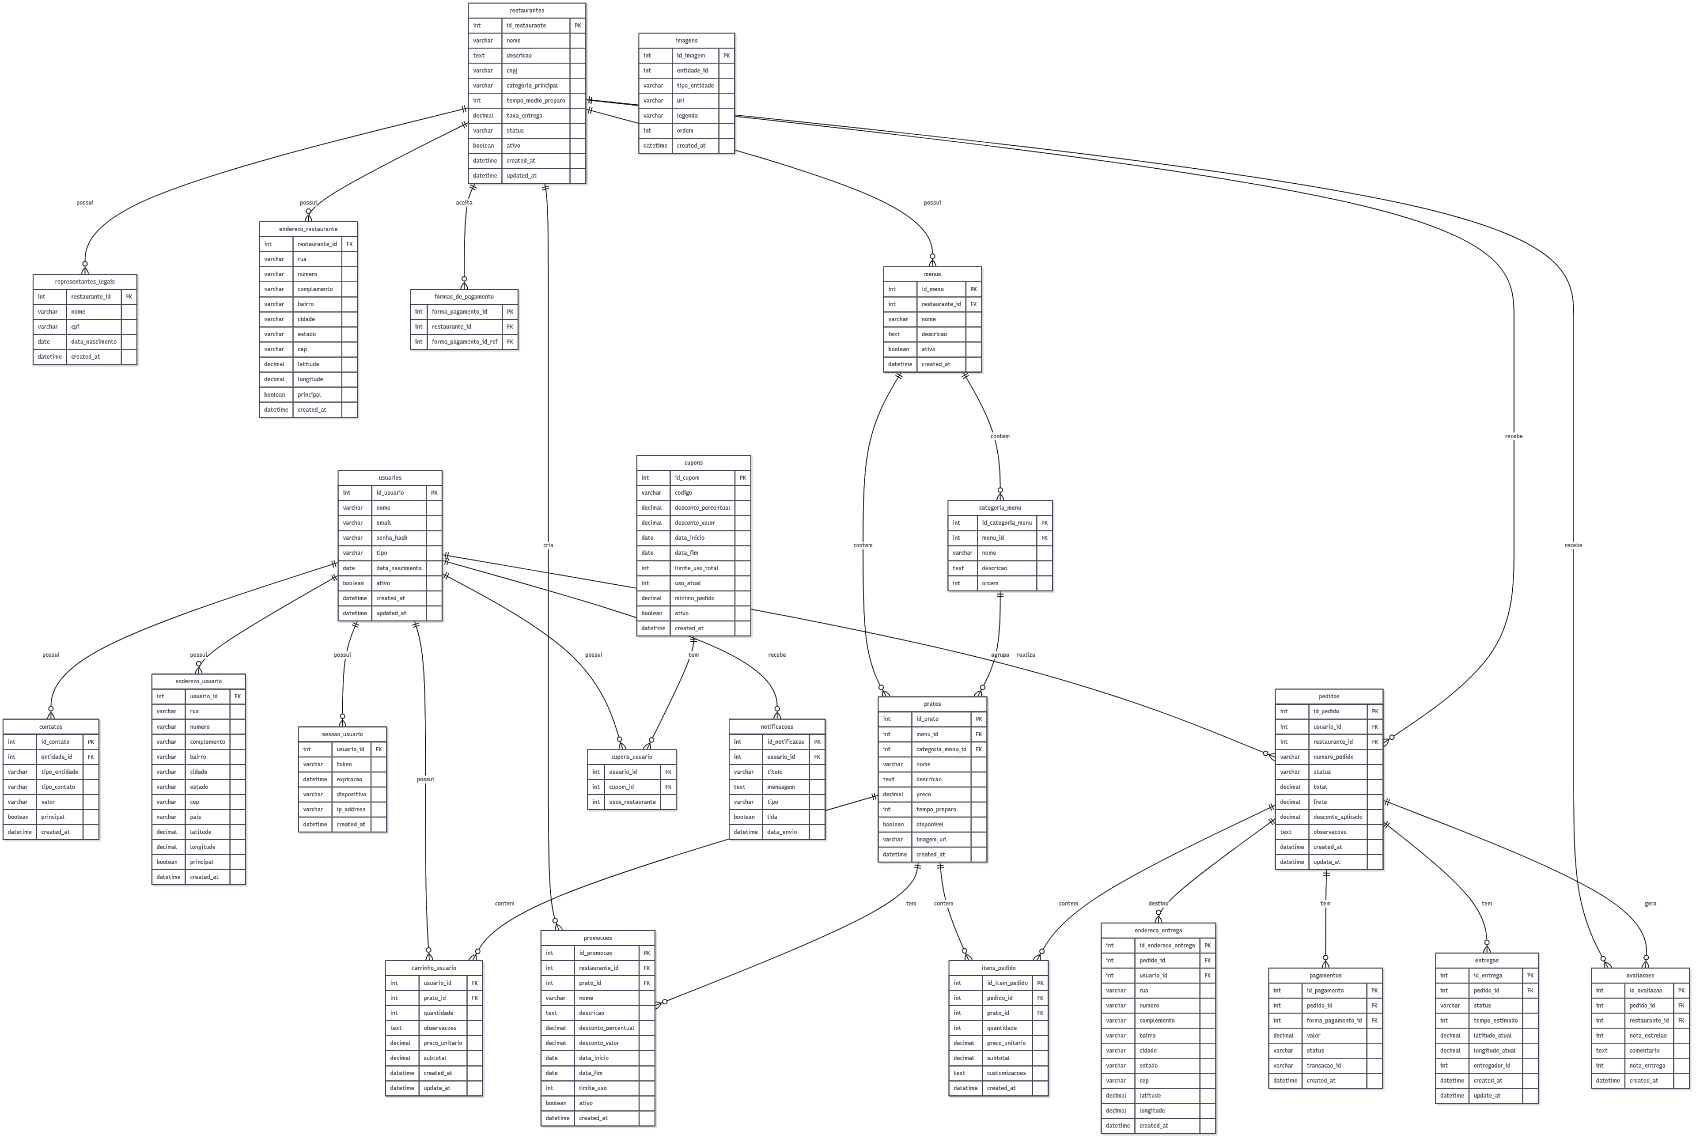 restaurantes
int id_restaurante PK
varchar nome
text descricao
varchar cnpj
varchar categoria_principal
int tempo_medio_preparo
decimal taxa_entrega
varchar status
boolean ativo
datetime created_at
datetime updated_at
imagens
int id_imagem PK
int entidade_id
varchar tipo_entidade
varchar url
varchar legenda
int ordem
datetime created_at
possui
possui
aceita
possui
endereco_restaurante
int restaurante_id FK
varchar rua
varchar numero
varchar complemento
varchar bairro
varchar cidade
varchar estado
varchar cep
decimal latitude
decimal longitude
boolean principal
datetime created_at
representantes_legais
int restaurante_id FK
varchar nome
varchar cpf
date data_nascimento
datetime created_at
formas_de_pagamento
int forma_pagamento_id PK
int restaurante_id FK
int forma_pagamento_id_ref FK
menus
int id_menu PK
int restaurante_id FK
varchar nome
text descricao
boolean ativo
datetime created_at
contem
recebe
usuarios
int id_usuario PK
varchar nome
varchar email
varchar senha_hash
varchar tipo
date data_nascimento
boolean ativo
datetime created_at
datetime updated_at
cupons
int id_cupom PK
varchar codigo
decimal desconto_percentual
decimal desconto_valor
date data_inicio
date data_fim
int limite_uso_total
int uso_atual
decimal minimo_pedido
boolean ativo
datetime created_at
categoria_menu
int id_categoria_menu PK
int menu_id FK
varchar nome
text descricao
int ordem
cria
contem
recebe
possui
possui
possui
possui
tem
recebe
agrupa
realiza
endereco_usuario
int usuario_id FK
varchar rua
varchar numero
varchar complemento
varchar bairro
varchar cidade
varchar estado
varchar cep
varchar pais
decimal latitude
decimal longitude
boolean principal
datetime created_at
contatos
int id_contato PK
int entidade_id FK
varchar tipo_entidade
varchar tipo_contato
varchar valor
boolean principal
datetime created_at
sessao_usuario
int usuario_id FK
varchar token
datetime expiracao
varchar dispositivo
varchar ip_address
datetime created_at
cupons_usuario
int usuario_id FK
int cupom_id FK
int usos_restaurante
notificacoes
int id_notificacao PK
int usuario_id FK
varchar titulo
text mensagem
varchar tipo
boolean lida
datetime data_envio
pratos
int id_prato PK
int menu_id FK
int categoria_menu_id FK
varchar nome
text descricao
decimal preco
int tempo_preparo
boolean disponivel
varchar imagem_url
datetime created_at
pedidos
int id_pedido PK
int usuario_id FK
int restaurante_id FK
varchar numero_pedido
varchar status
decimal total
decimal frete
decimal desconto_aplicado
text observacoes
datetime created_at
datetime update_at
possui
contem
tem
contem
contem
destino
tem
tem
gera
carrinho_usuario
int usuario_id FK
int prato_id FK
int quantidade
text observacoes
decimal preco_unitario
decimal subtotal
datetime created_at
datetime update_at
promocoes
int id_promocao PK
int restaurante_id FK
int prato_id FK
varchar nome
text descricao
decimal desconto_percentual
decimal desconto_valor
date data_inicio
date data_fim
int limite_uso
boolean ativo
datetime created_at
itens_pedido
int id_item_pedido PK
int pedido_id FK
int prato_id FK
int quantidade
decimal preco_unitario
decimal subtotal
text customizacoes
datetime created_at
endereco_entrega
int id_endereco_entrega PK
int pedido_id FK
int usuario_id FK
varchar rua
varchar numero
varchar complemento
varchar bairro
varchar cidade
varchar estado
varchar cep
decimal latitude
decimal longitude
datetime created_at
pagamentos
int id_pagamento PK
int pedido_id FK
int forma_pagamento_id FK
decimal valor
varchar status
varchar transacao_id
datetime created_at
entregas
int id_entrega PK
int pedido_id FK
varchar status
int tempo_estimado
decimal latitude_atual
decimal longitude_atual
int entregador_id
datetime created_at
datetime update_at
avaliacoes
int id_avaliacao PK
int pedido_id FK
int restaurante_id FK
int nota_estrelas
text comentario
int nota_entrega
datetime created_at